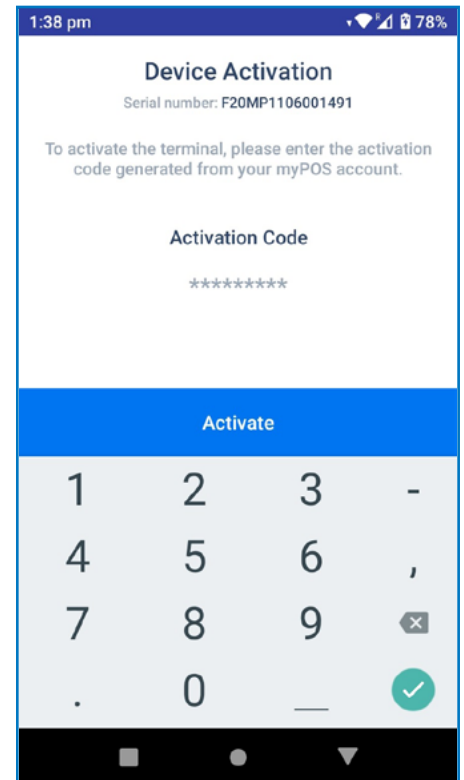 1:38 pm
R
78%
Device Activation
Serial number: F20MP1106001491
To activate the terminal, please enter the activation
code generated from your myPOS account.
Activation Code
*********
Activate
1 2 3 -
4 5 6 ,
7 8 9
. 0 _